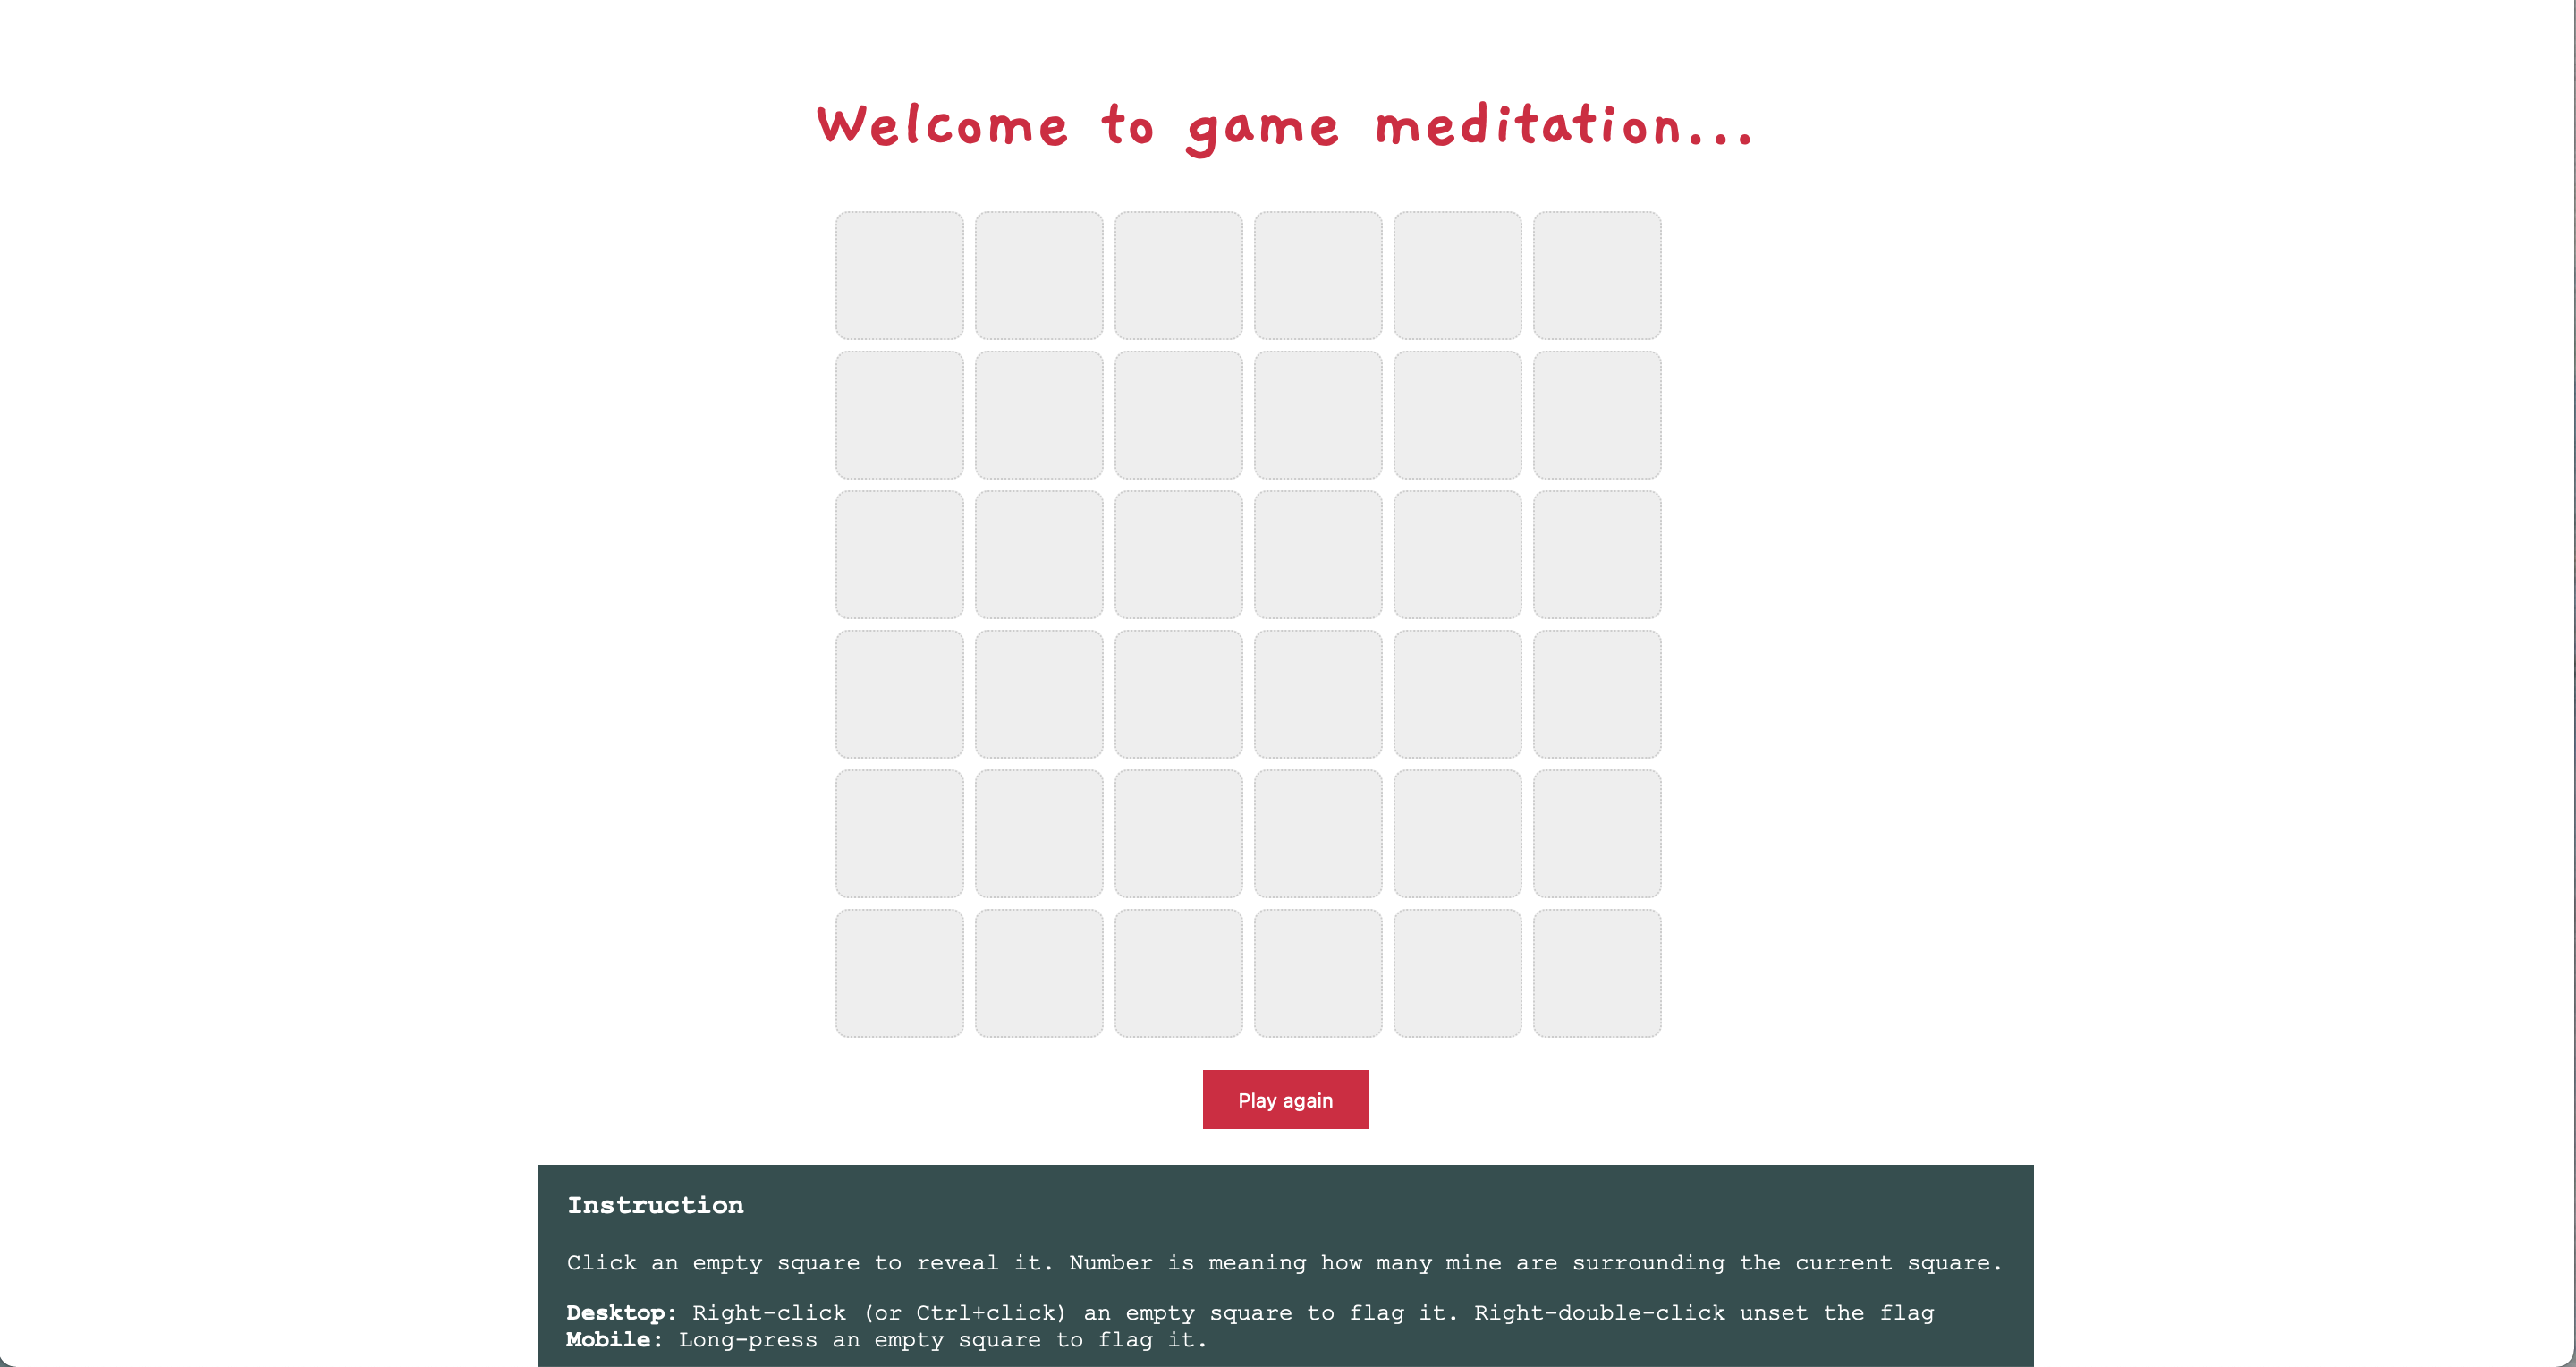 Welcome to game meditation...
Play again
Instruction
Click an empty square to reveal it. Number is meaning how many mine are surrounding the current square.
Desktop: Right-click (or Ctrl+click) an empty square to flag it. Right-double-click unset the flag
Mobile: Long-press an empty square to flag it.